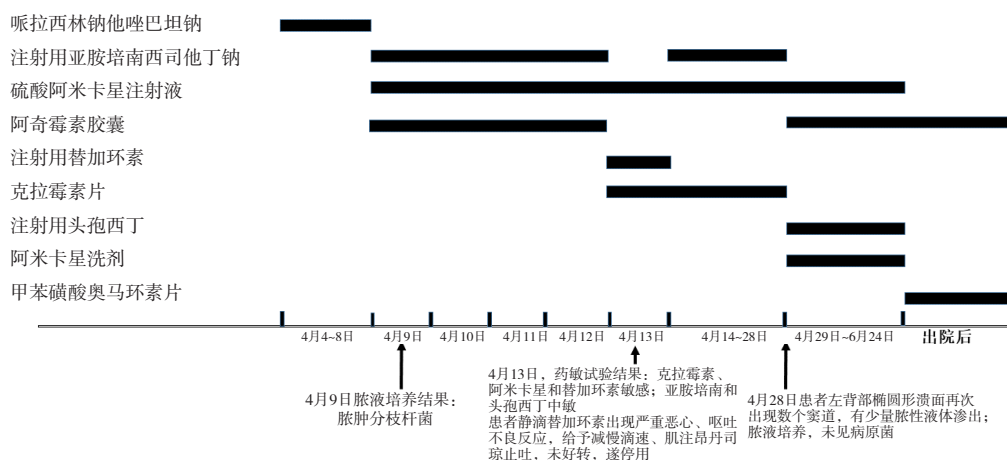 哌拉西林钠他唑巴坦钠
注射用亚胺培南西司他丁钠
硫酸阿米卡星注射液
阿奇霉素胶囊
注射用替加环素
克拉霉素片
注射用头孢西丁
阿米卡星洗剂
甲苯磺酸奥马环素片
4月4~8日
4月9日
4月10日
4月11日
4月12日
4月13日
4月14~28日
4月29日~6月24日
出院后
4月9日脓液培养结果：
脓肿分枝杆菌
4月13日，药敏试验结果：克拉霉素、
阿米卡星和替加环素敏感；亚胺培南和
头孢西丁中敏
患者静滴替加环素出现严重恶心、呕吐
不良反应，给予减慢滴速、肌注昂丹司
琼止吐，未好转，遂停用
4月28日患者左背部椭圆形溃面再次
出现数个窦道，有少量脓性液体渗出；
脓液培养，未见病原菌